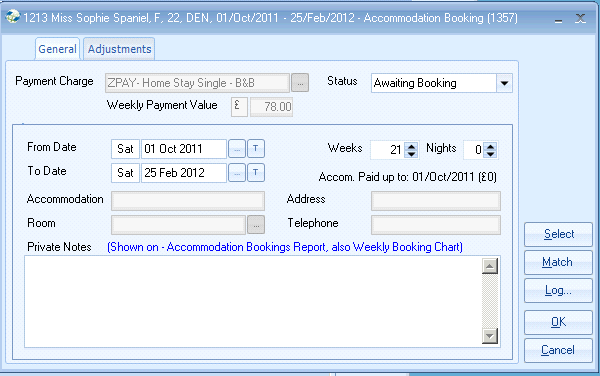 1213 Miss Sophie Spaniel, F, 22, DEN, 01/Oct/2011 - 25/Feb/2012 - Accommodation Booking (1357)
General Adjustments
Payment Charge ZPAY- Home Stay Single - B&B ... Status Awaiting Booking
Weekly Payment Value £ 78.00
From Date Sat 01 Oct 2011 ... T Weeks 21 Nights 0
To Date Sat 25 Feb 2012 ... T Accom. Paid up to: 01/Oct/2011 (£0)
Accommodation Address
Room ... Telephone
Private Notes (Shown on - Accommodation Bookings Report, also Weekly Booking Chart)
Select
Match
Log...
OK
Cancel